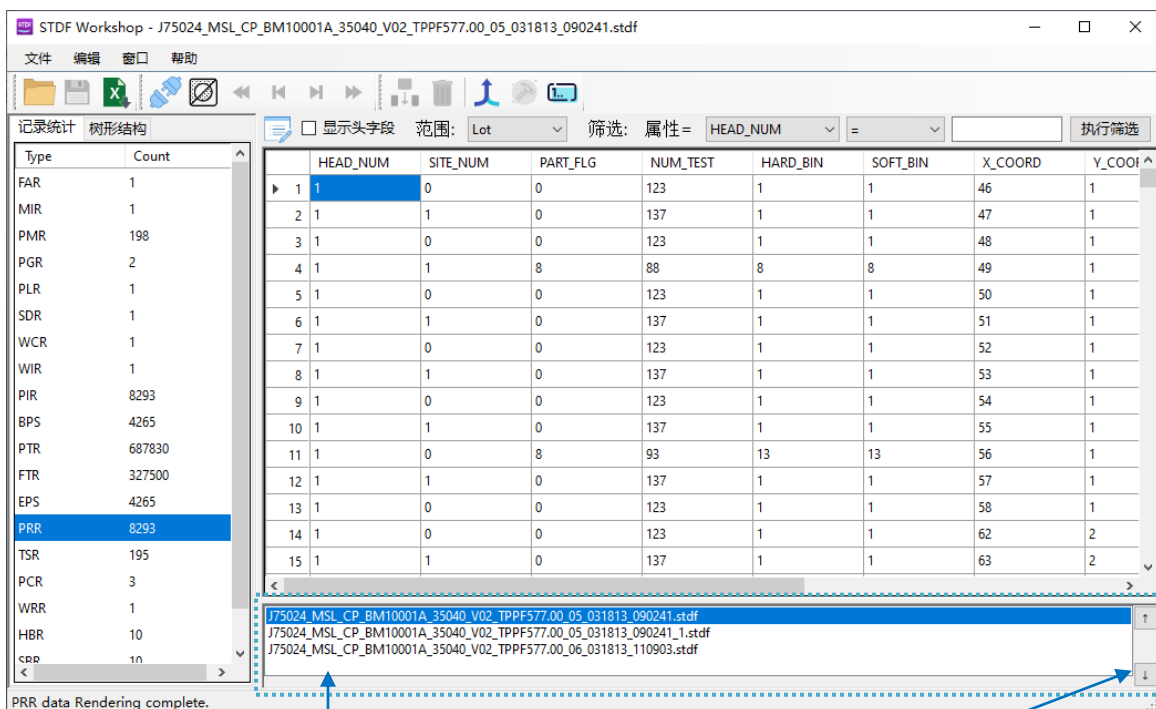 STDF STDF Workshop - J75024_MSL_CP_BM10001A_35040_V02_TPPF577.00_05_031813_090241.stdf
文件 编辑 窗口 帮助
记录统计 树形结构
显示头字段 范围: Lot 筛选: 属性= HEAD_NUM = 执行筛选
Type Count
FAR 1
MIR 1
PMR 198
PGR 2
PLR 1
SDR 1
WCR 1
WIR 1
PIR 8293
BPS 4265
PTR 687830
FTR 327500
EPS 4265
PRR 8293
TSR 195
PCR 3
WRR 1
HBR 10
SBR 10
HEAD_NUM SITE_NUM PART_FLG NUM_TEST HARD_BIN SOFT_BIN X_COORD Y_COOR
1 1 0 0 123 1 1 46 1
2 1 1 0 137 1 1 47 1
3 1 0 0 123 1 1 48 1
4 1 1 8 88 8 8 49 1
5 1 0 0 123 1 1 50 1
6 1 1 0 137 1 1 51 1
7 1 0 0 123 1 1 52 1
8 1 1 0 137 1 1 53 1
9 1 0 0 123 1 1 54 1
10 1 1 0 137 1 1 55 1
11 1 0 8 93 13 13 56 1
12 1 1 0 137 1 1 57 1
13 1 0 0 123 1 1 58 1
14 1 0 0 123 1 1 62 2
15 1 1 0 137 1 1 63 2
J75024_MSL_CP_BM10001A_35040_V02_TPPF577.00_05_031813_090241.stdf
J75024_MSL_CP_BM10001A_35040_V02_TPPF577.00_05_031813_090241_1.stdf
J75024_MSL_CP_BM10001A_35040_V02_TPPF577.00_06_031813_110903.stdf
PRR data Rendering complete.